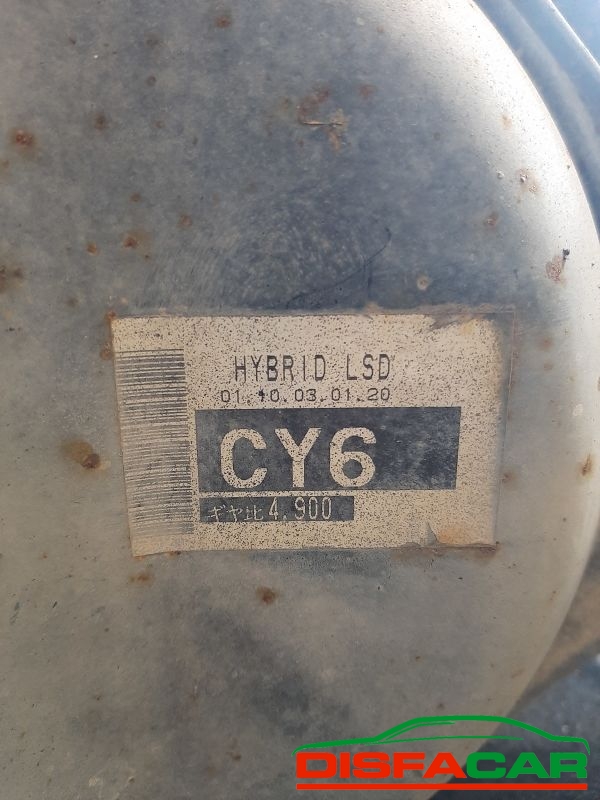 HYBRID LSD
01.10.03.01.20
CY6
ギヤ比 4.900
DISFACAR